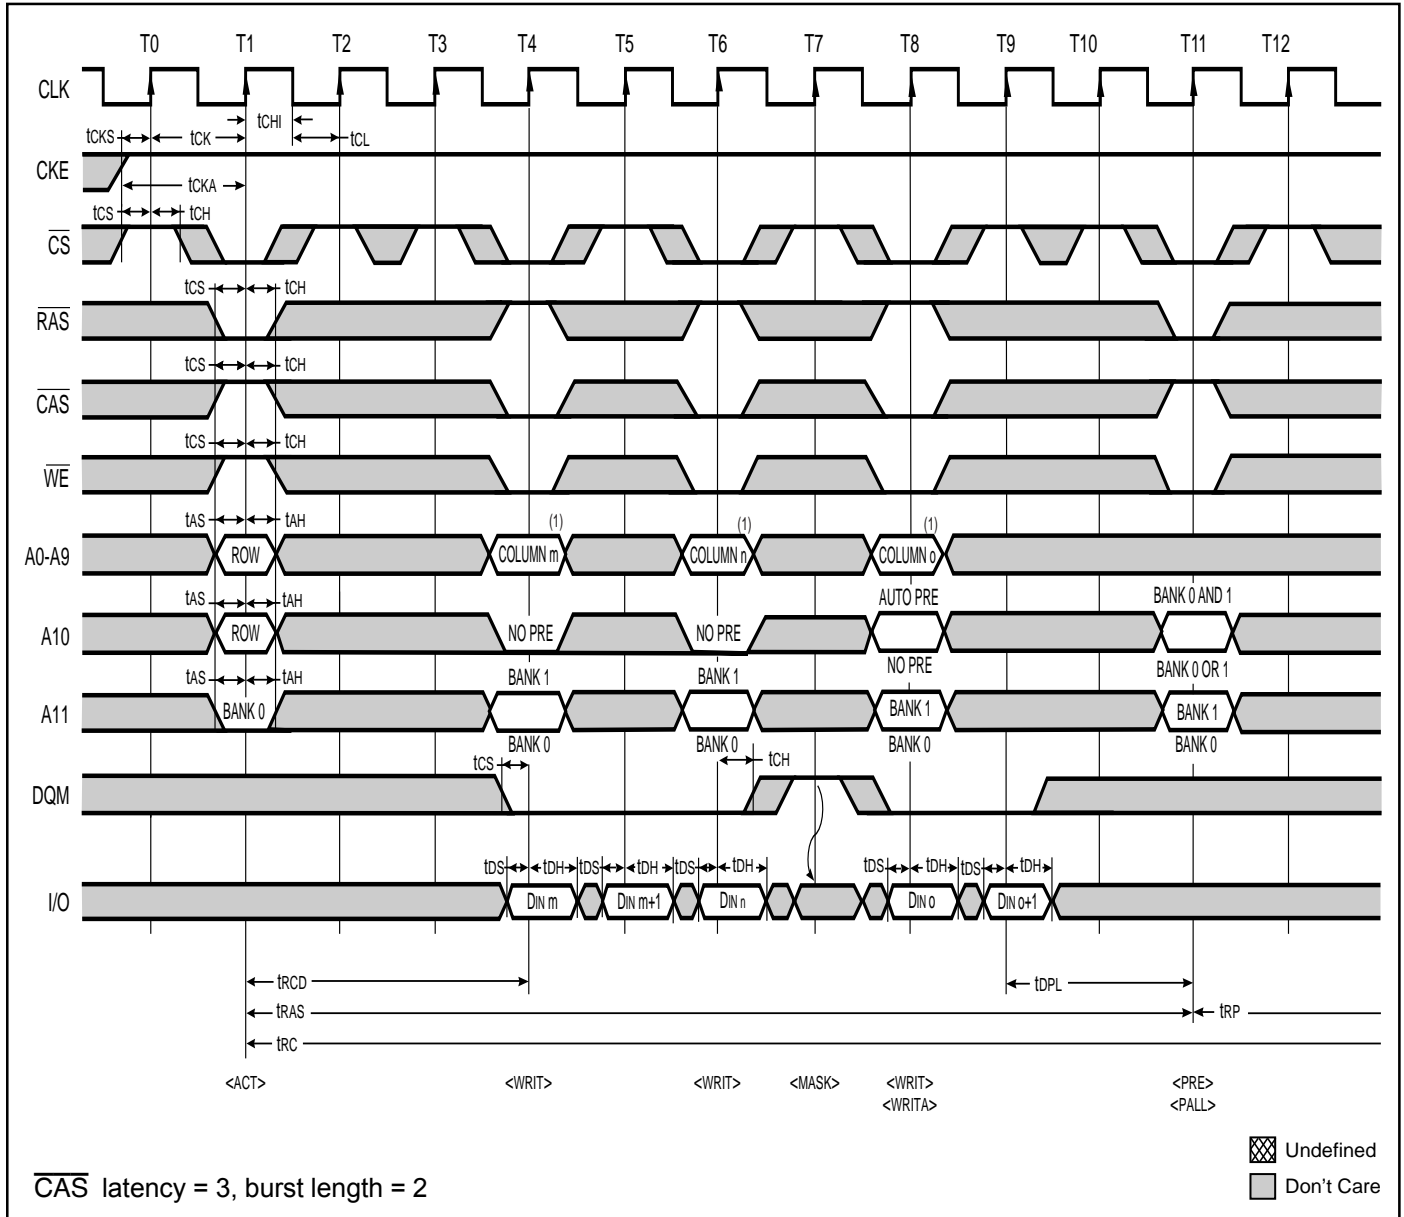 T0 T1 T2 T3 T4 T5 T6 T7 T8 T9 T10 T11 T12
CLK
tCHI
tCKS tCK tCL
CKE
tCKA
tCS tCH
CS
tCS tCH
RAS
tCS tCH
CAS
tCS tCH
WE
tAS tAH (1) (1) (1)
A0-A9 ROW COLUMN m COLUMN n COLUMN o
tAS tAH AUTO PRE BANK 0 AND 1
A10 ROW NO PRE NO PRE
NO PRE BANK 0 OR 1
tAS tAH BANK 1 BANK 1
A11 BANK 0 BANK 1 BANK 1
BANK 0 BANK 0 BANK 0 BANK 0
tCS tCH
DQM
tDS tDH tDS tDH tDS tDH tDS tDH tDS tDH
I/O DIN m DIN m+1 DIN n DIN o DIN o+1
tRCD tDPL
tRAS tRP
tRC
<ACT> <WRIT> <WRIT> <MASK> <WRIT> <PRE>
<WRITA> <PALL>
Undefined
Don't Care
CAS latency = 3, burst length = 2